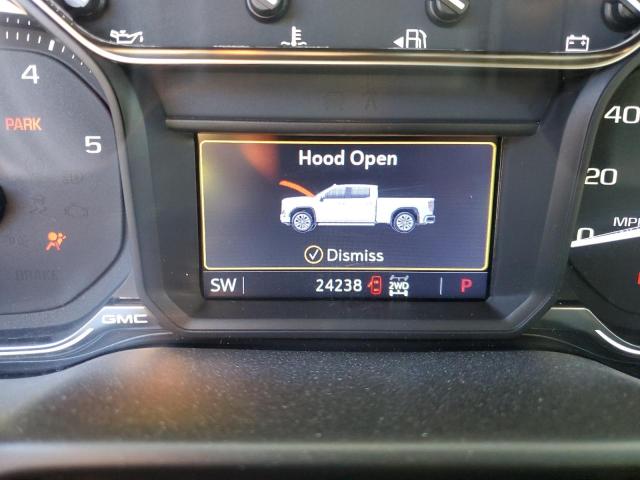 4
PARK
5
BRAKE
Hood Open
Dismiss
SW 24238 2WD P
GMC
40
20
0
MPH